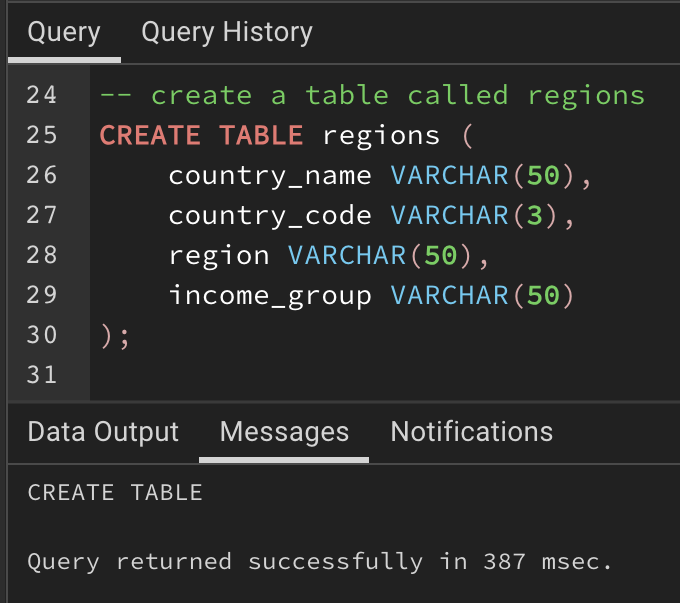 Query Query History
24 -- create a table called regions
25 CREATE TABLE regions (
26     country_name VARCHAR(50),
27     country_code VARCHAR(3),
28     region VARCHAR(50),
29     income_group VARCHAR(50)
30 );
31
Data Output Messages Notifications
CREATE TABLE
Query returned successfully in 387 msec.